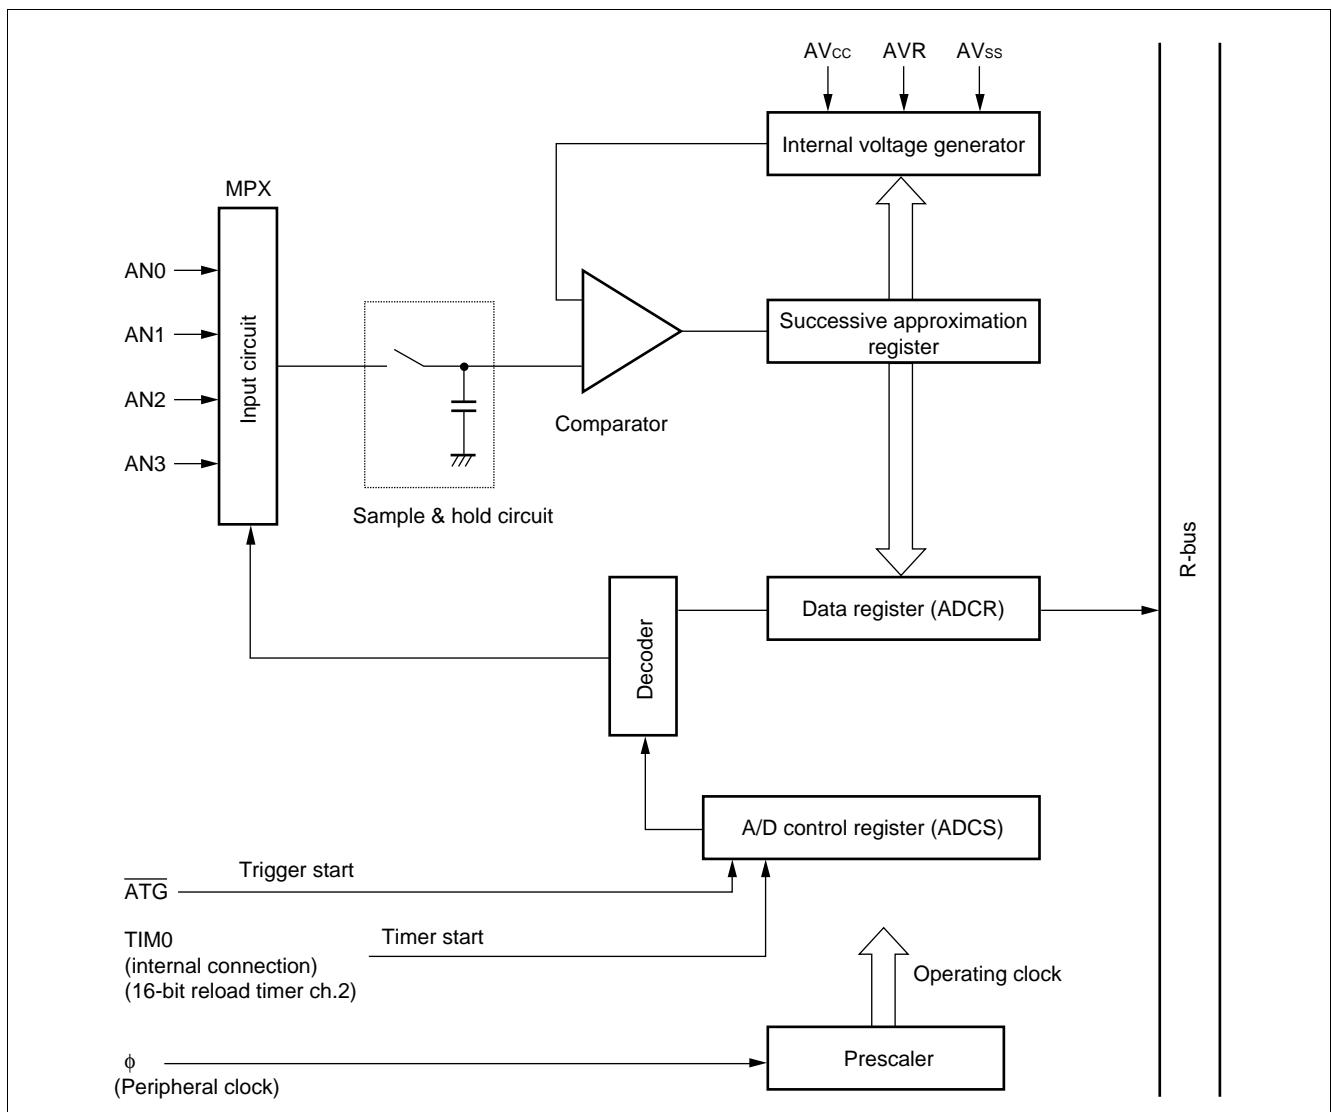 AVCC AVR AVSS
Internal voltage generator
MPX
AN0
AN1
AN2
AN3
Input circuit
Successive approximation
register
Comparator
Sample & hold circuit
R-bus
Data register (ADCR)
Decoder
A/D control register (ADCS)
Trigger start
ATG
TIM0
(internal connection)
(16-bit reload timer ch.2)
Timer start
Operating clock
Prescaler
ϕ
(Peripheral clock)